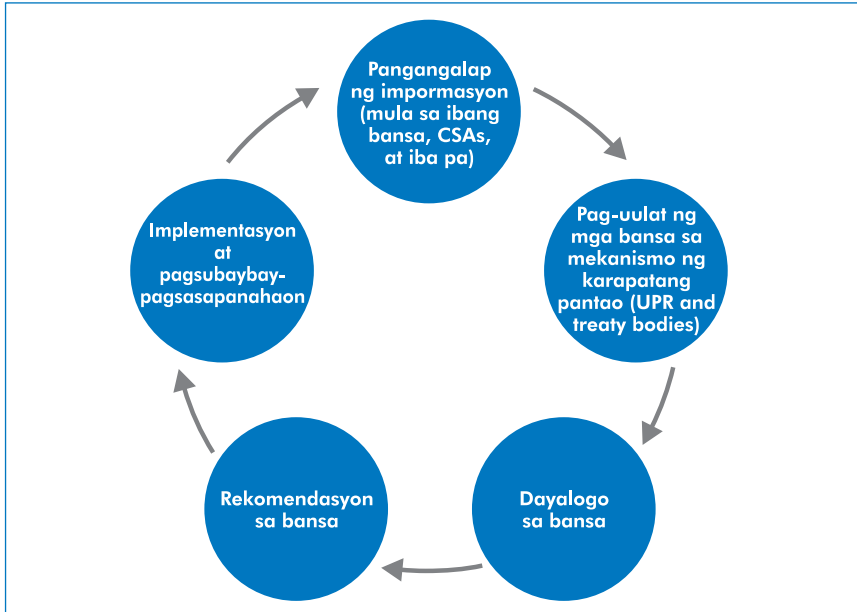 Pangangalap
ng impormasyon
(mula sa ibang
bansa, CSAs,
at iba pa)
Pag-uulat ng
mga bansa sa
mekanismo ng
karapatang
pantao (UPR and
treaty bodies)
Dayalogo
sa bansa
Rekomendasyon
sa bansa
Implementasyon
at
pagsubaybay-
pagsasapanahaon